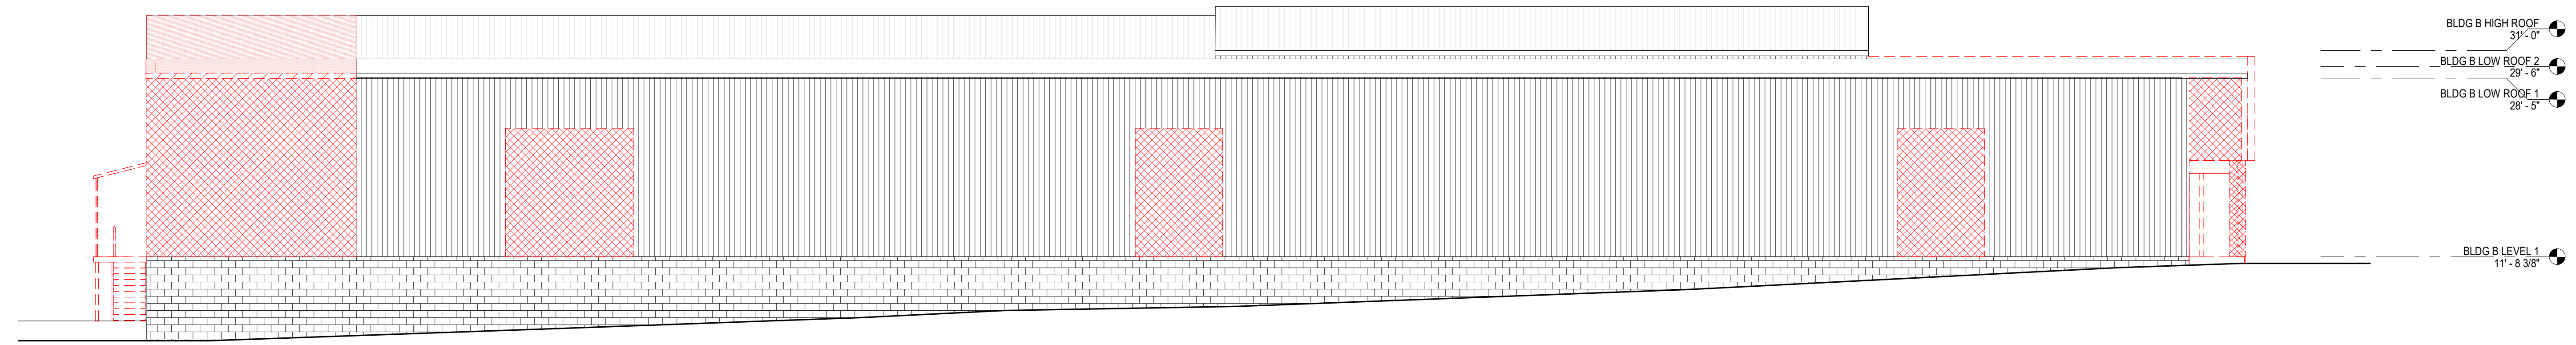 BLDG B HIGH ROOF
31' - 0"
BLDG B LOW ROOF 2
29' - 6"
BLDG B LOW ROOF 1
28' - 5"
BLDG B LEVEL 1
11' - 8 3/8"